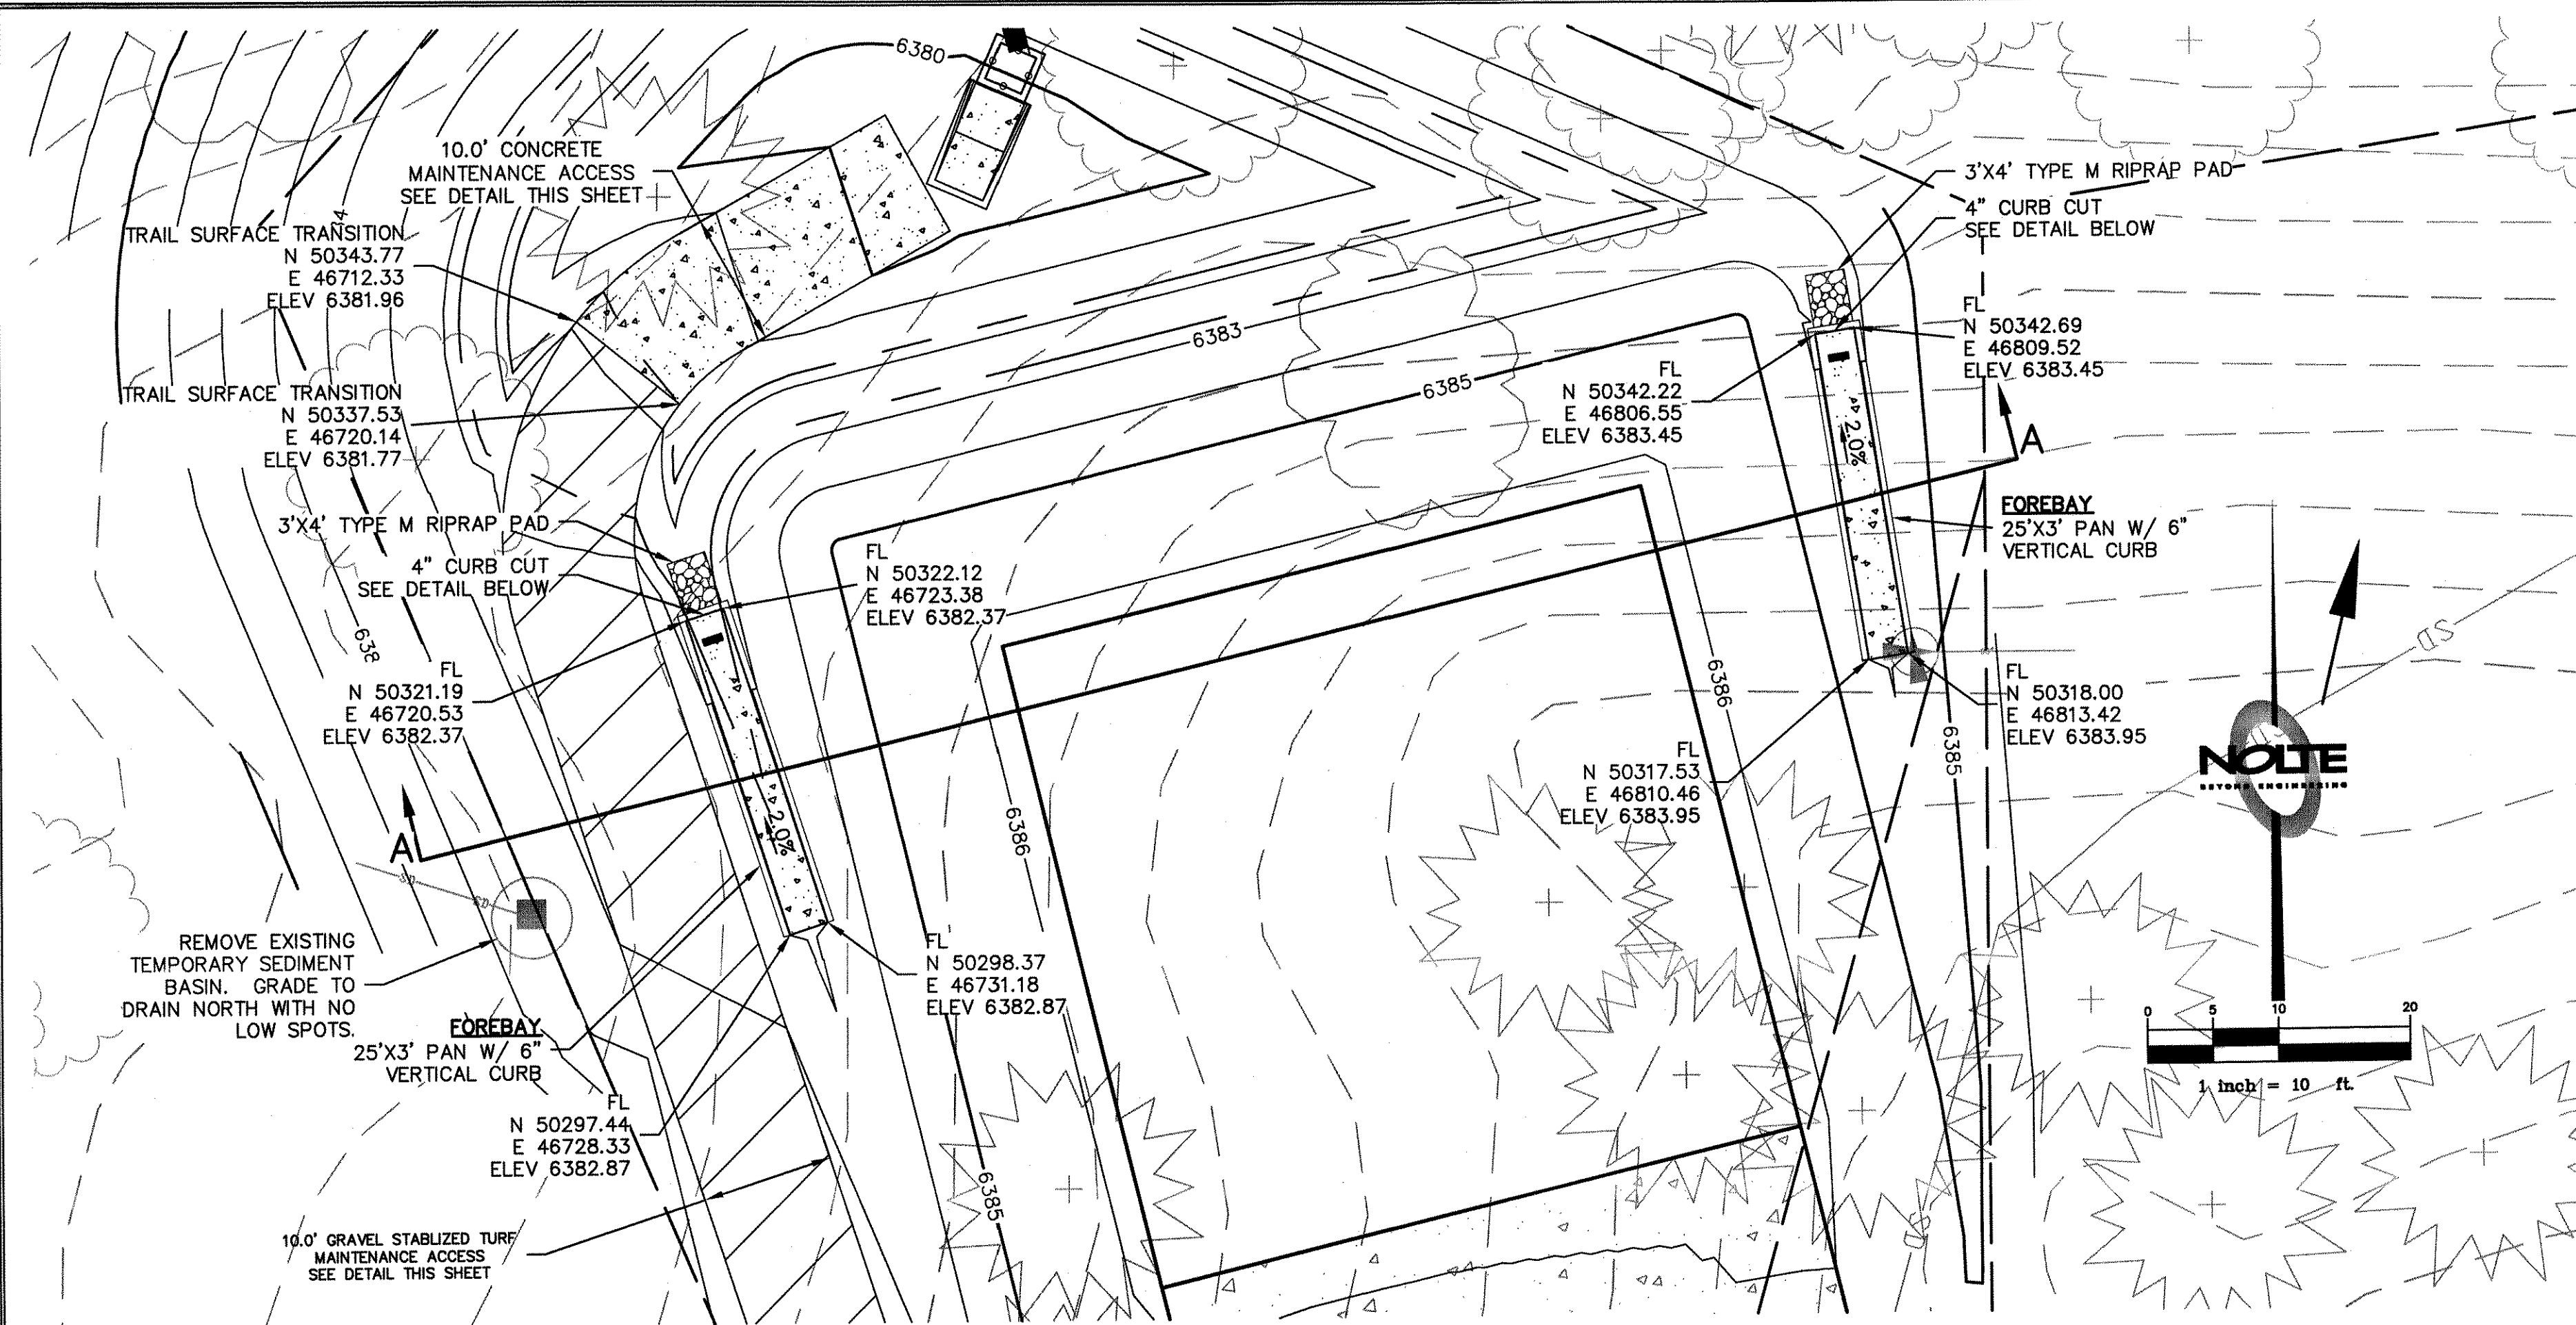 6380
10.0' CONCRETE
MAINTENANCE ACCESS
SEE DETAIL THIS SHEET
TRAIL SURFACE TRANSITION
N 50343.77
E 46712.33
ELEV 6381.96
TRAIL SURFACE TRANSITION
N 50337.53
E 46720.14
ELEV 6381.77
3'X4' TYPE M RIPRAP PAD
4" CURB CUT
SEE DETAIL BELOW
638
FL
N 50321.19
E 46720.53
ELEV 6382.37
FL
N 50322.12
E 46723.38
ELEV 6382.37
2.0%
A
SD
SD
REMOVE EXISTING
TEMPORARY SEDIMENT
BASIN. GRADE TO
DRAIN NORTH WITH NO
LOW SPOTS.
FOREBAY
25'X3' PAN W/ 6"
VERTICAL CURB
FL
N 50297.44
E 46728.33
ELEV 6382.87
FL
N 50298.37
E 46731.18
ELEV 6382.87
10.0' GRAVEL STABLIZED TURF
MAINTENANCE ACCESS
SEE DETAIL THIS SHEET
6383
6385
6386
6385
3'X4' TYPE M RIPRAP PAD
4" CURB CUT
SEE DETAIL BELOW
FL
N 50342.69
E 46809.52
ELEV 6383.45
FL
N 50342.22
E 46806.55
ELEV 6383.45
2.0%
A
FOREBAY
25'X3' PAN W/ 6"
VERTICAL CURB
6386
FL
N 50318.00
E 46813.42
ELEV 6383.95
FL
N 50317.53
E 46810.46
ELEV 6383.95
6385
SD
NOLTE
BEYOND ENGINEERING
0 5 10 20
1 inch = 10 ft.